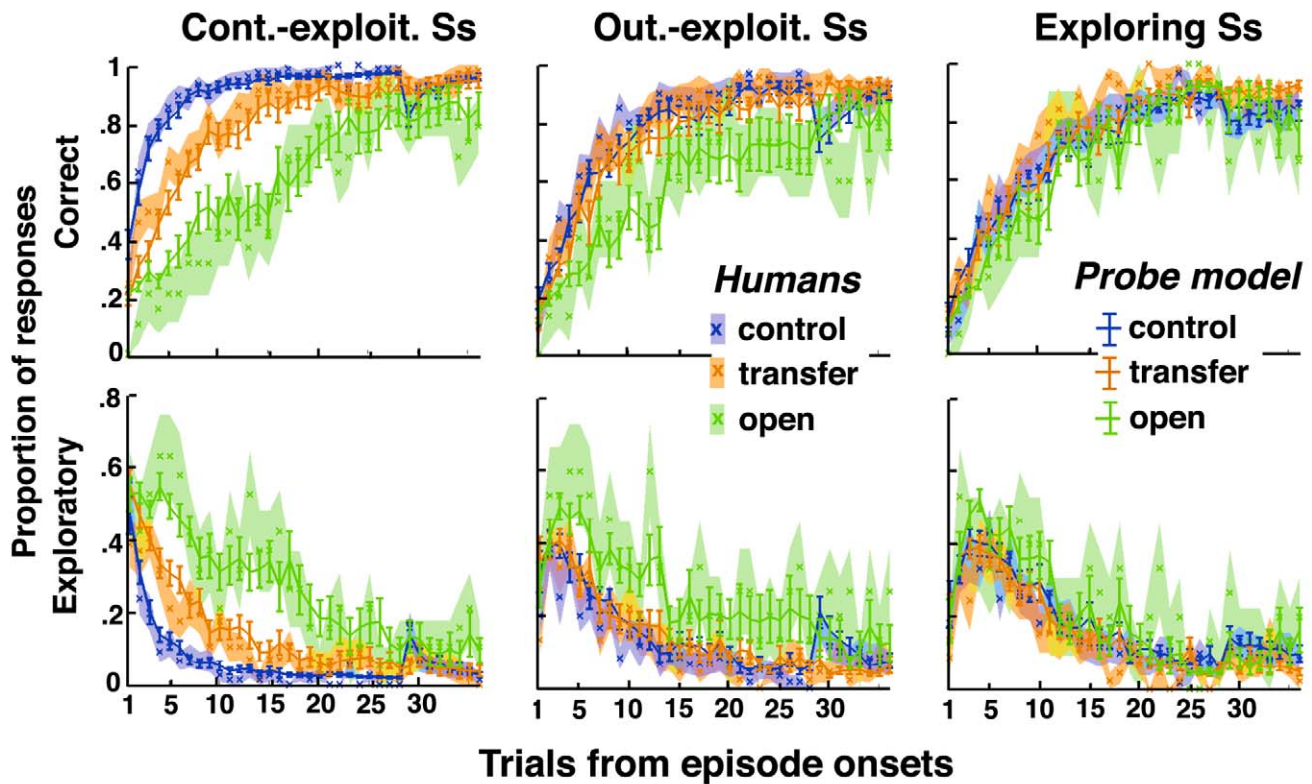 Cont.-exploit. Ss
Out.-exploit. Ss
Exploring Ss
Proportion of responses
Correct
1
.8
.6
.4
.2
0
Humans
x control
x transfer
x open
Probe model
control
transfer
open
Exploratory
.8
.6
.4
.2
0
1 5 10 15 20 25 30
1 5 10 15 20 25 30
1 5 10 15 20 25 30
Trials from episode onsets